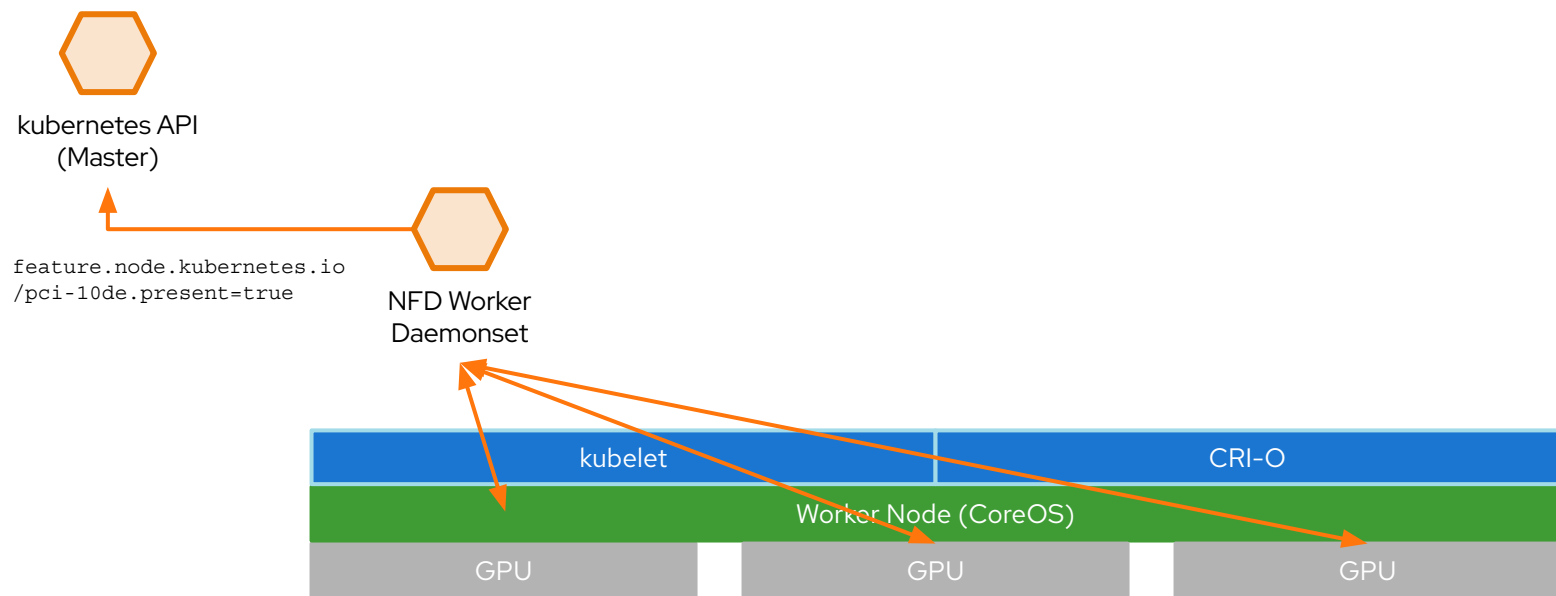 kubernetes API
(Master)
feature.node.kubernetes.io
/pci-10de.present=true
NFD Worker
Daemonset
kubelet
CRI-O
Worker Node (CoreOS)
GPU
GPU
GPU